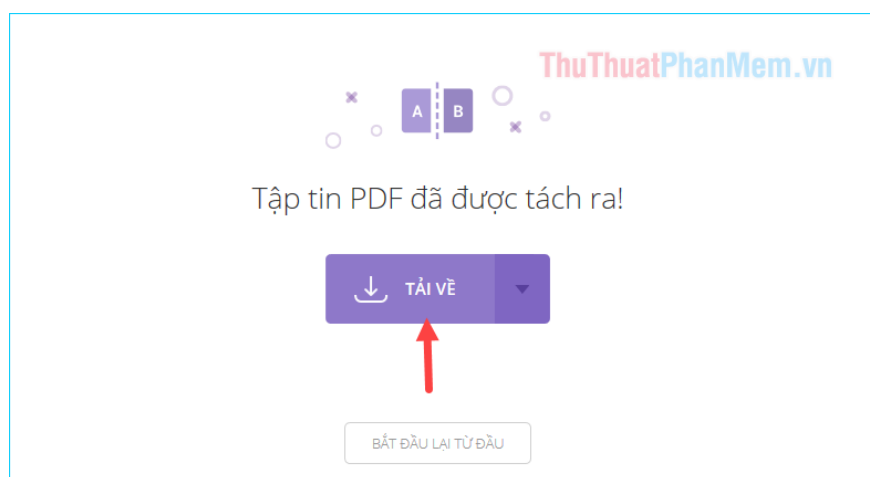 ThuThuatPhanMem.vn
A B
Tập tin PDF đã được tách ra!
TẢI VỀ
BẮT ĐẦU LẠI TỪ ĐẦU